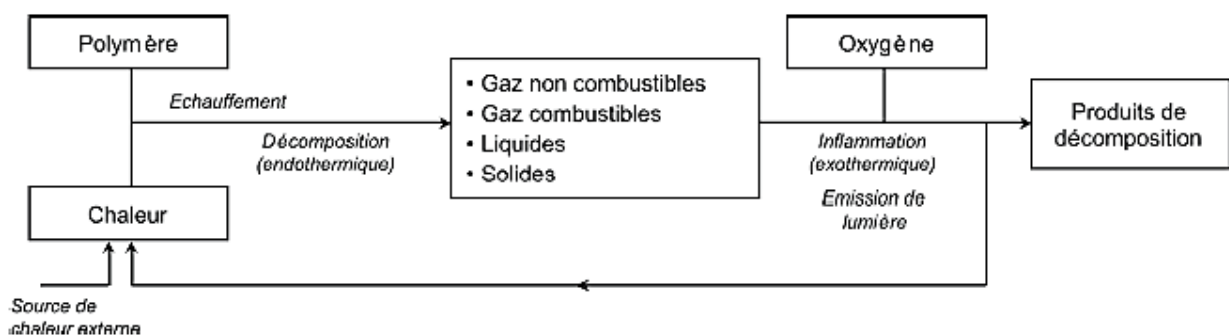 Polymère
Oxygène
Echauffement
Décomposition
(endothermique)
• Gaz non combustibles
• Gaz combustibles
• Liquides
• Solides
Inflammation
(exothermique)
Emission de
lumière
Produits de
décomposition
Chaleur
Source de
chaleur externe